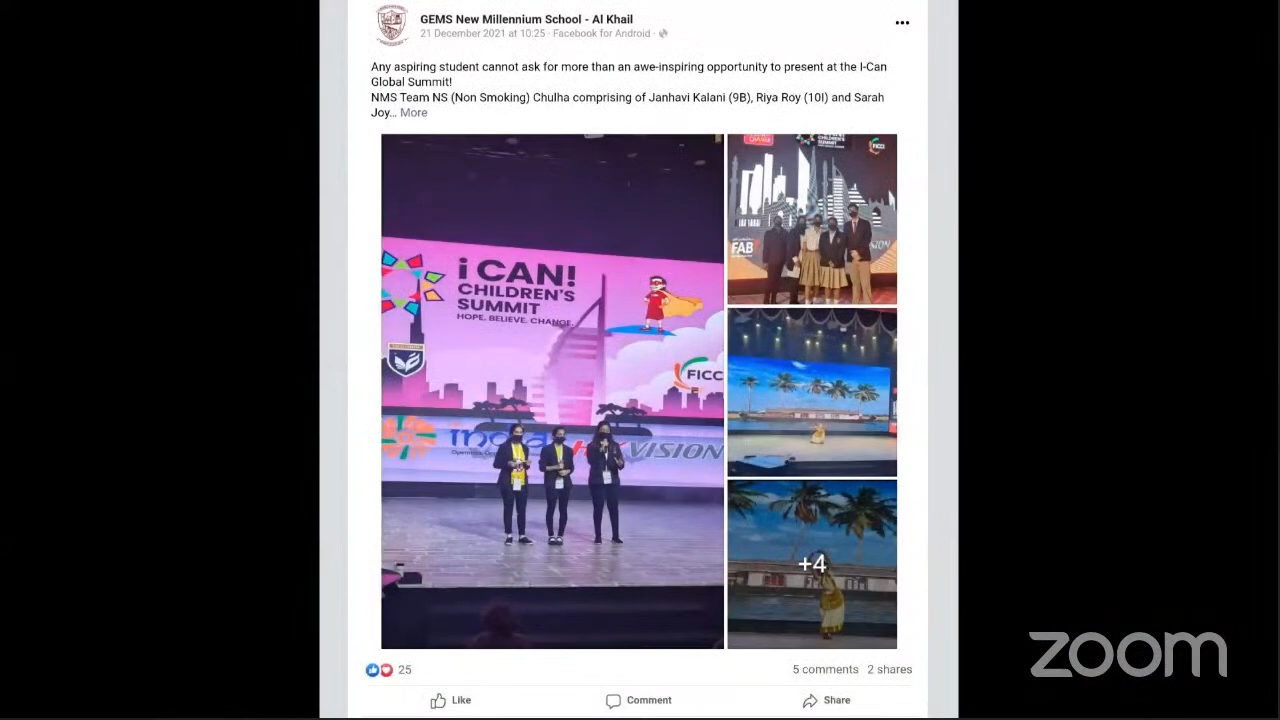 GEMS New Millennium School - Al Khail
21 December 2021 at 10:25 · Facebook for Android ·
Any aspiring student cannot ask for more than an awe-inspiring opportunity to present at the I-Can
Global Summit!
NMS Team NS (Non Smoking) Chulha comprising of Janhavi Kalani (9B), Riya Roy (10I) and Sarah
Joy... More
i CAN!
CHILDREN'S
SUMMIT
HOPE. BELIEVE. CHANGE.
FICC
VISION
CHILDREN'S
SUMMIT
FICCI
FAB
+4
25
5 comments 2 shares
Like
Comment
Share
zoom